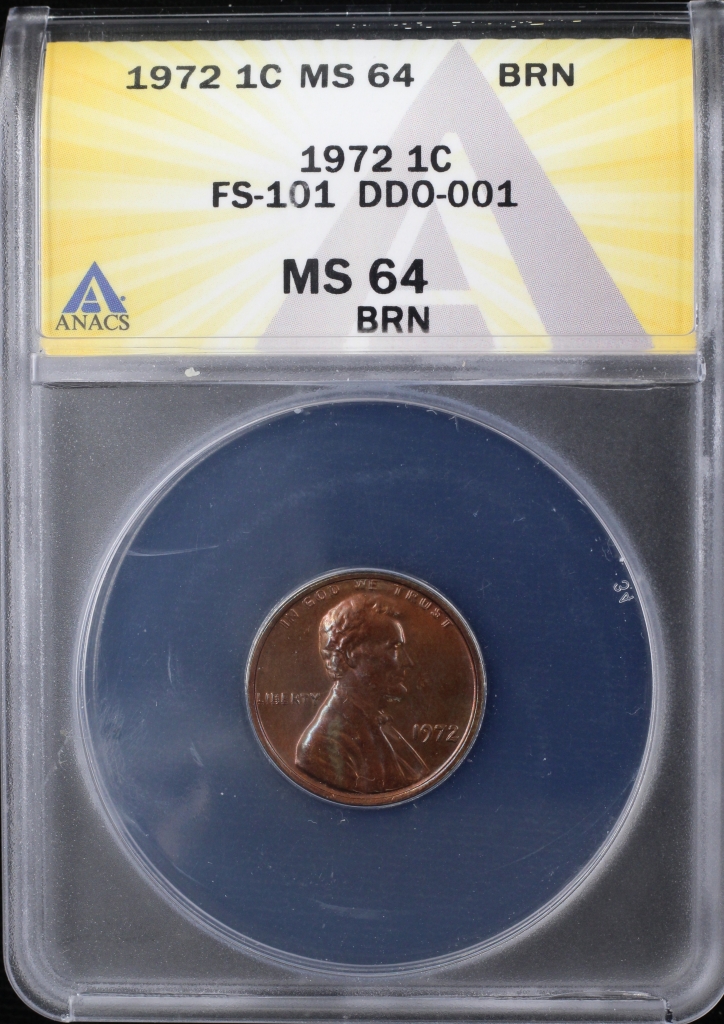 1972 1C MS 64 BRN
1972 1C
FS-101 DDO-001
MS 64
BRN
ANACS
A3
IN GOD WE TRUST
LIBERTY
1972